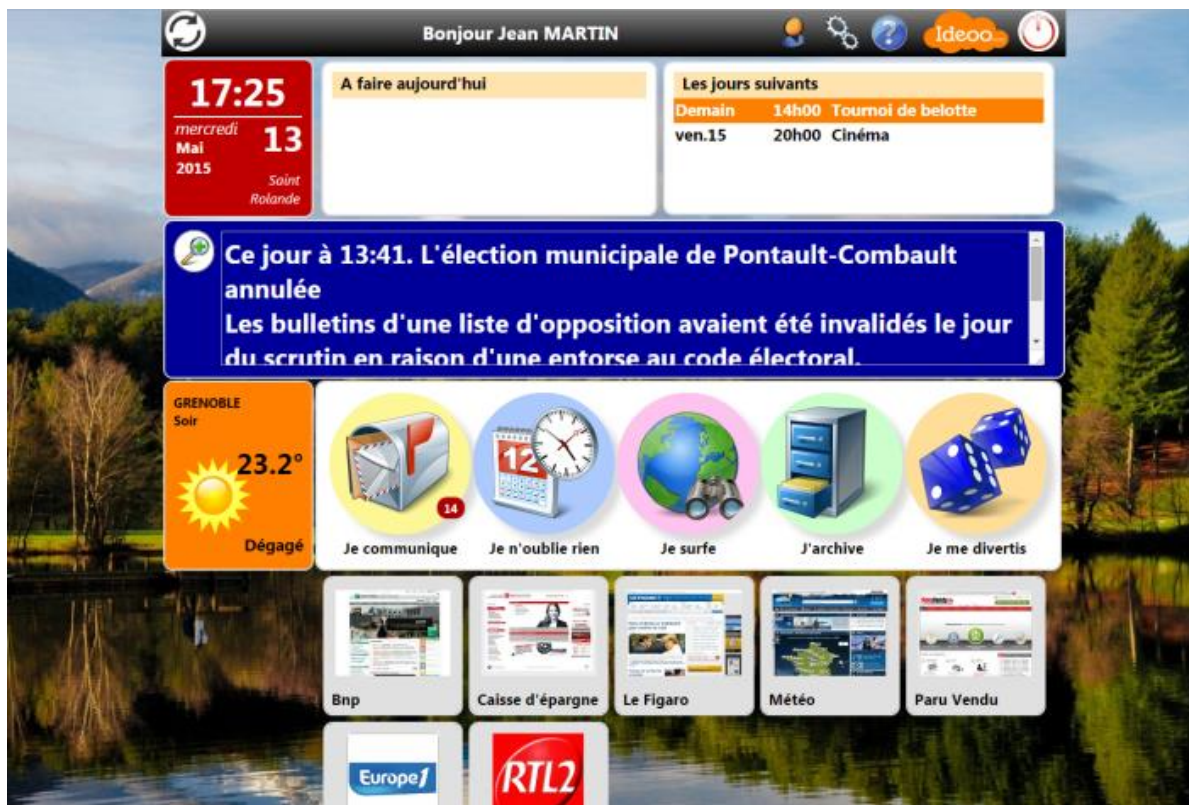 Bonjour Jean MARTIN
Ideoo...
17:25
mercredi
Mai
13
2015
Saint
Rolande
A faire aujourd'hui
Les jours suivants
Demain 14h00 Tournoi de belotte
ven.15 20h00 Cinéma
Ce jour à 13:41. L'élection municipale de Pontault-Combault
annulée
Les bulletins d'une liste d'opposition avaient été invalidés le jour
du scrutin en raison d'une entorse au code électoral.
GRENOBLE
Soir
23.2°
Dégagé
12
14
Je communique
Je n'oublie rien
Je surfe
J'archive
Je me divertis
Bnp
Caisse d'épargne
Le Figaro
Météo
Paru Vendu
Europe1
RTL2